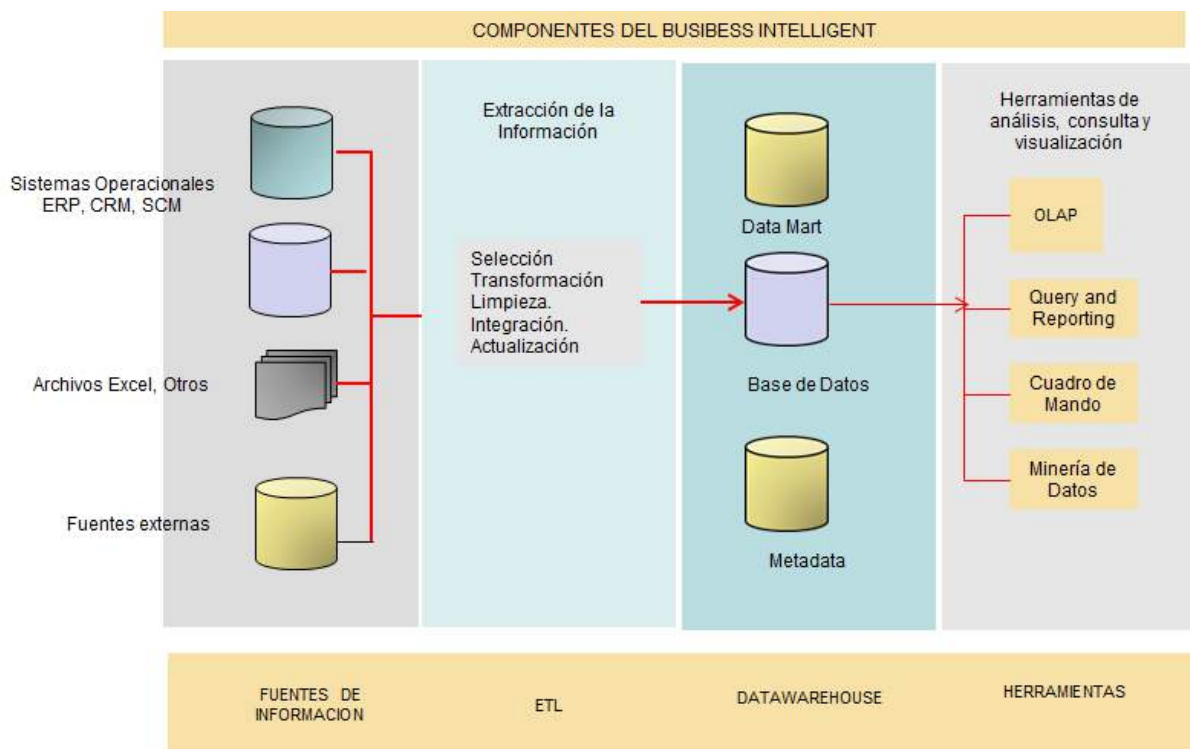 COMPONENTES DEL BUSIBESS INTELLIGENT
Sistemas Operacionales
ERP, CRM, SCM
Archivos Excel, Otros
Fuentes externas
Extracción de la
Información
Selección
Transformación
Limpieza.
Integración.
Actualización
Data Mart
Base de Datos
Metadata
Herramientas de
análisis, consulta y
visualización
OLAP
Query and
Reporting
Cuadro de
Mando
Minería de
Datos
FUENTES DE
INFORMACION
ETL
DATAWAREHOUSE
HERRAMIENTAS